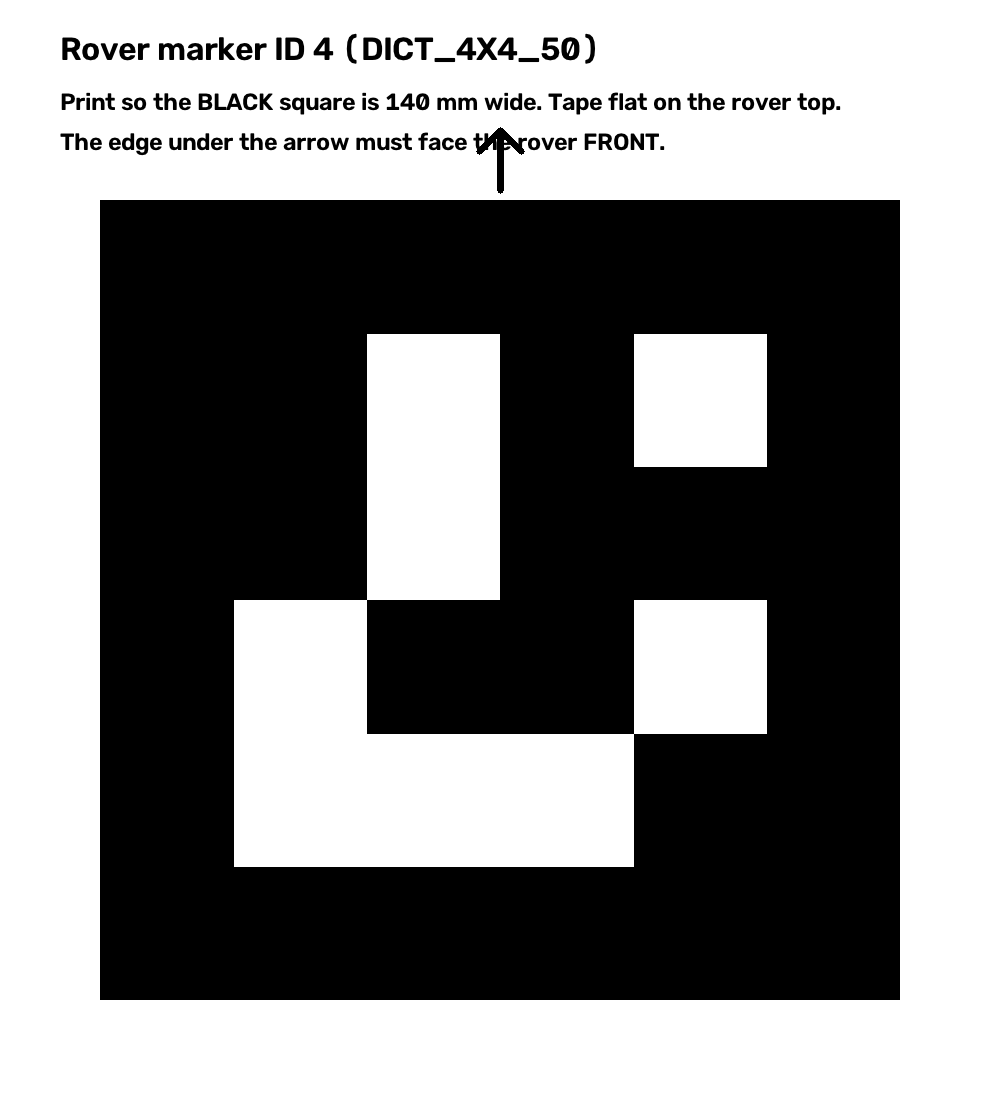 Rover marker ID 4 (DICT_4X4_50)
Print so the BLACK square is 140 mm wide. Tape flat on the rover top.
The edge under the arrow must face the rover FRONT.